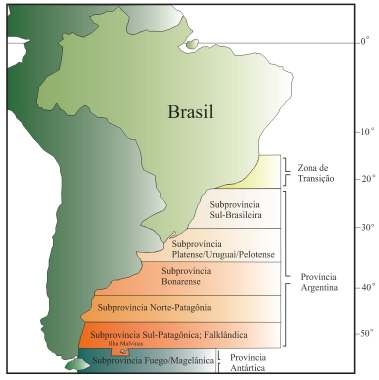 0°
Brasil
10°
Zona de
Transição
20°
Subprovíncia
Sul-Brasileira
30°
Subprovíncia
Platense/Uruguai/Pelotense
Província
Argentina
Subprovíncia
Bonarense
40°
Subprovíncia Norte-Patagônia
50°
Subprovíncia Sul-Patagônica; Falklândica
Ilha Malvinas
Subprovíncia Fuego/Magelânica
Província
Antártica